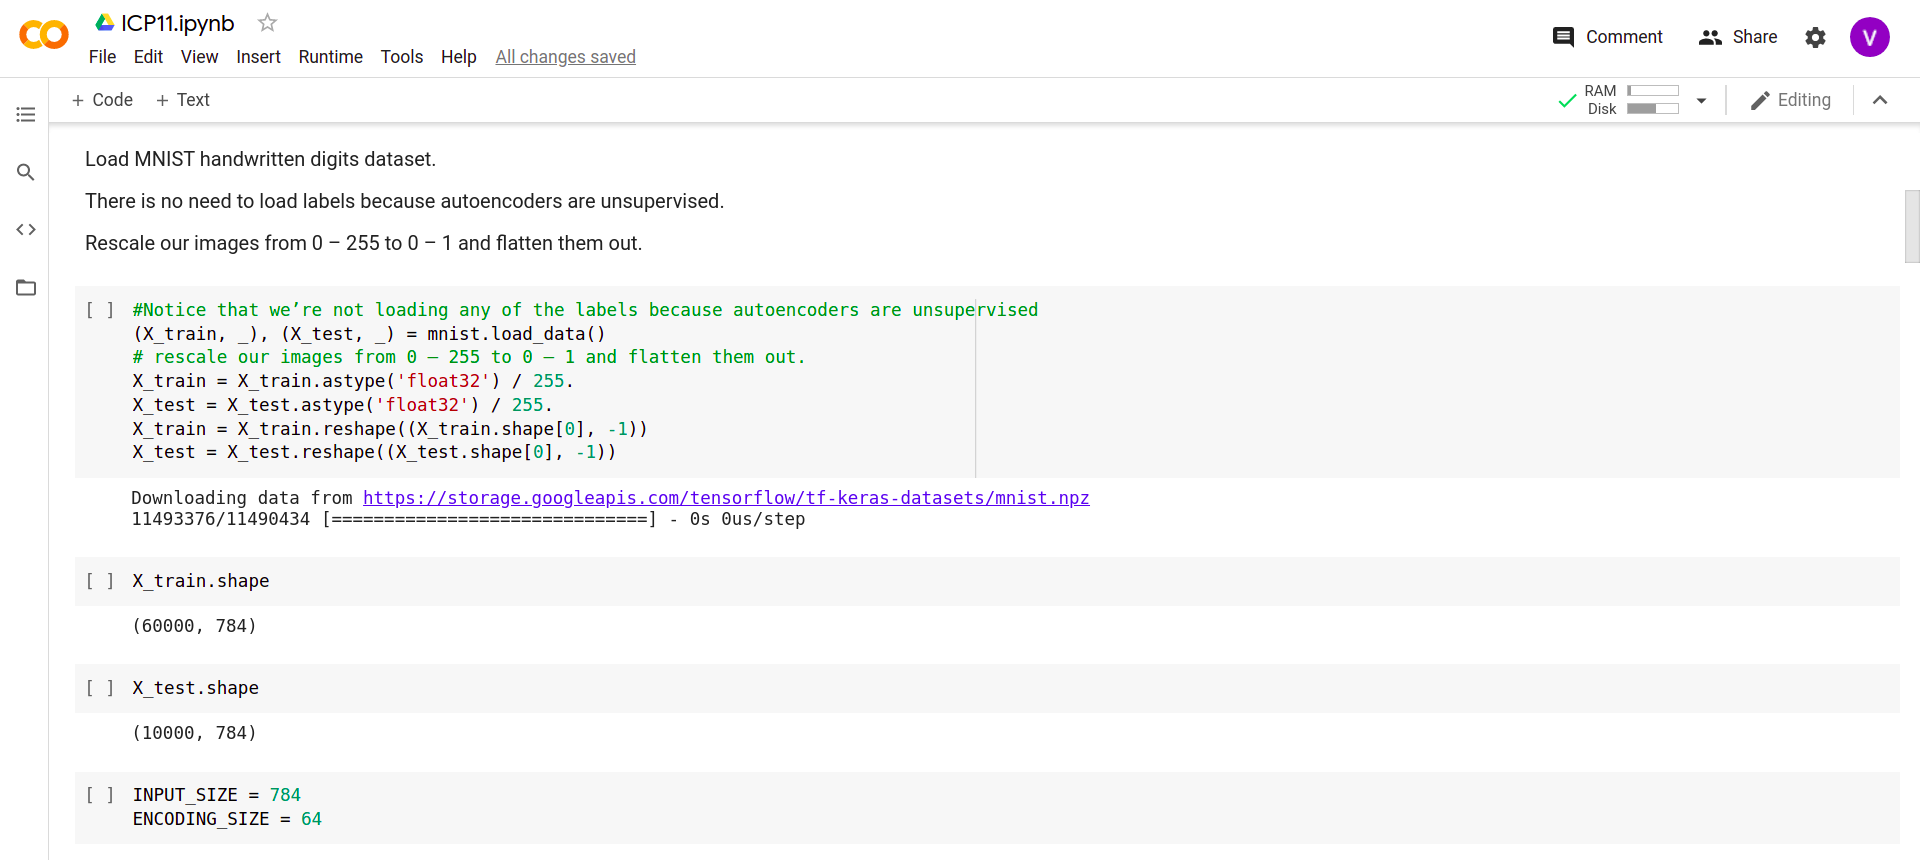 ICP11.ipynb
File Edit View Insert Runtime Tools Help All changes saved
Comment Share V
+ Code + Text
RAM
Disk
Editing
Load MNIST handwritten digits dataset.
There is no need to load labels because autoencoders are unsupervised.
Rescale our images from 0 – 255 to 0 – 1 and flatten them out.
[ ] #Notice that we’re not loading any of the labels because autoencoders are unsupervised
(X_train, _), (X_test, _) = mnist.load_data()
# rescale our images from 0 – 255 to 0 – 1 and flatten them out.
X_train = X_train.astype('float32') / 255.
X_test = X_test.astype('float32') / 255.
X_train = X_train.reshape((X_train.shape[0], -1))
X_test = X_test.reshape((X_test.shape[0], -1))
Downloading data from https://storage.googleapis.com/tensorflow/tf-keras-datasets/mnist.npz
11493376/11490434 [==============================] - 0s 0us/step
[ ] X_train.shape
(60000, 784)
[ ] X_test.shape
(10000, 784)
[ ] INPUT_SIZE = 784
ENCODING_SIZE = 64